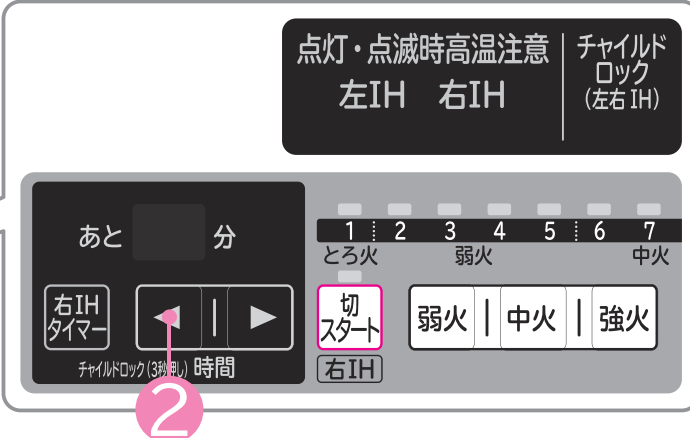 点灯・点滅時高温注意
左IH 右IH
チャイルド
ロック
(左右IH)
あと 分
1 2 3 4 5 6 7
とろ火 弱火 中火
右IH
タイマー
◀ ▶
切
スタート
弱火 中火 強火
チャイルドロック(3秒押し) 時間
右IH
2